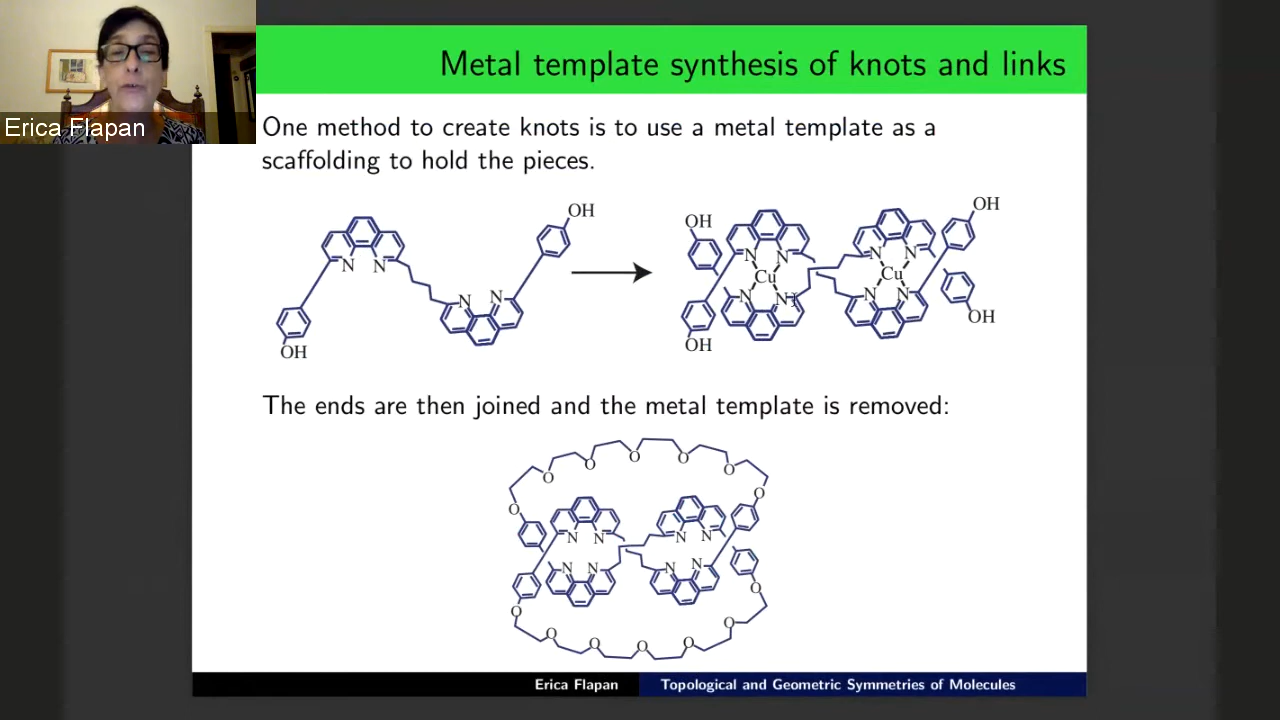 Erica Flapan
Metal template synthesis of knots and links
One method to create knots is to use a metal template as a
scaffolding to hold the pieces.
OH
N N
N N
OH
OH
OH
N N
Cu
N N
OH
N N
Cu
N N
OH
OH
The ends are then joined and the metal template is removed:
O O O O O O O O
N N N N
N N N N
O O O O O O O O
Erica Flapan
Topological and Geometric Symmetries of Molecules